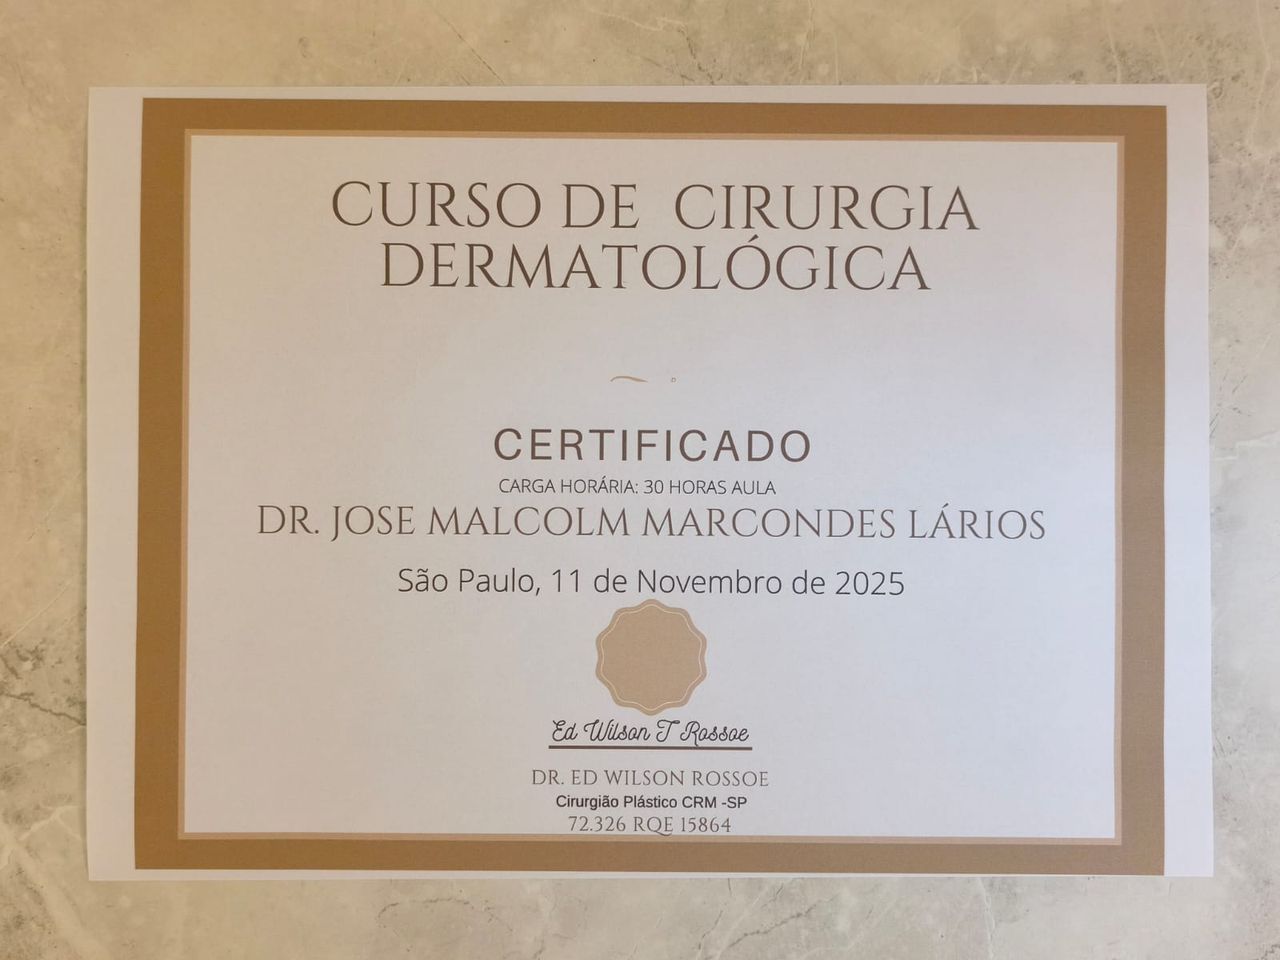 CURSO DE CIRURGIA
DERMATOLÓGICA
CERTIFICADO
CARGA HORÁRIA: 30 HORAS AULA
DR. JOSE MALCOLM MARCONDES LÁRIOS
São Paulo, 11 de Novembro de 2025
Ed Wilson T Rossoe
DR. ED WILSON ROSSOE
Cirurgião Plástico CRM -SP
72.326 RQE 15864